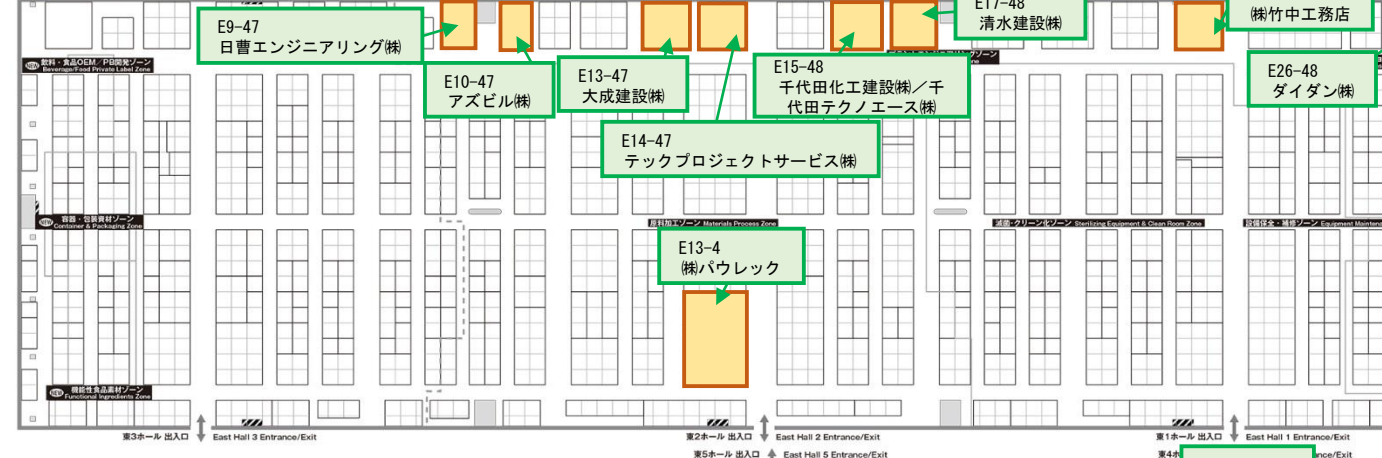 E9-47
日曹エンジニアリング㈱
E17-48
清水建設㈱
㈱竹中工務店
NEW 飲料・食品OEM/PB開発ゾーン
Beverage/Food Private Label Zone
E10-47
アズビル㈱
E13-47
大成建設㈱
E15-48
千代田化工建設㈱/千
代田テクノエース㈱
E26-48
ダイダン㈱
E14-47
テックプロジェクトサービス㈱
NEW 容器・包装資材ゾーン
Container & Packaging Zone
原料加工ゾーン Materials Process Zone
滅菌・クリーン化ゾーン Sterilizing Equipment & Clean Room Zone
設備保全・補修ゾーン Equipment
E13-4
㈱パウレック
NEW 機能性食品素材ゾーン
Functional Ingredients Zone
東3ホール 出入口 East Hall 3 Entrance/Exit
東2ホール 出入口 East Hall 2 Entrance/Exit
東1ホール 出入口 East Hall 1 Entrance/Exit
東5ホール 出入口 East Hall 5 Entrance/Exit